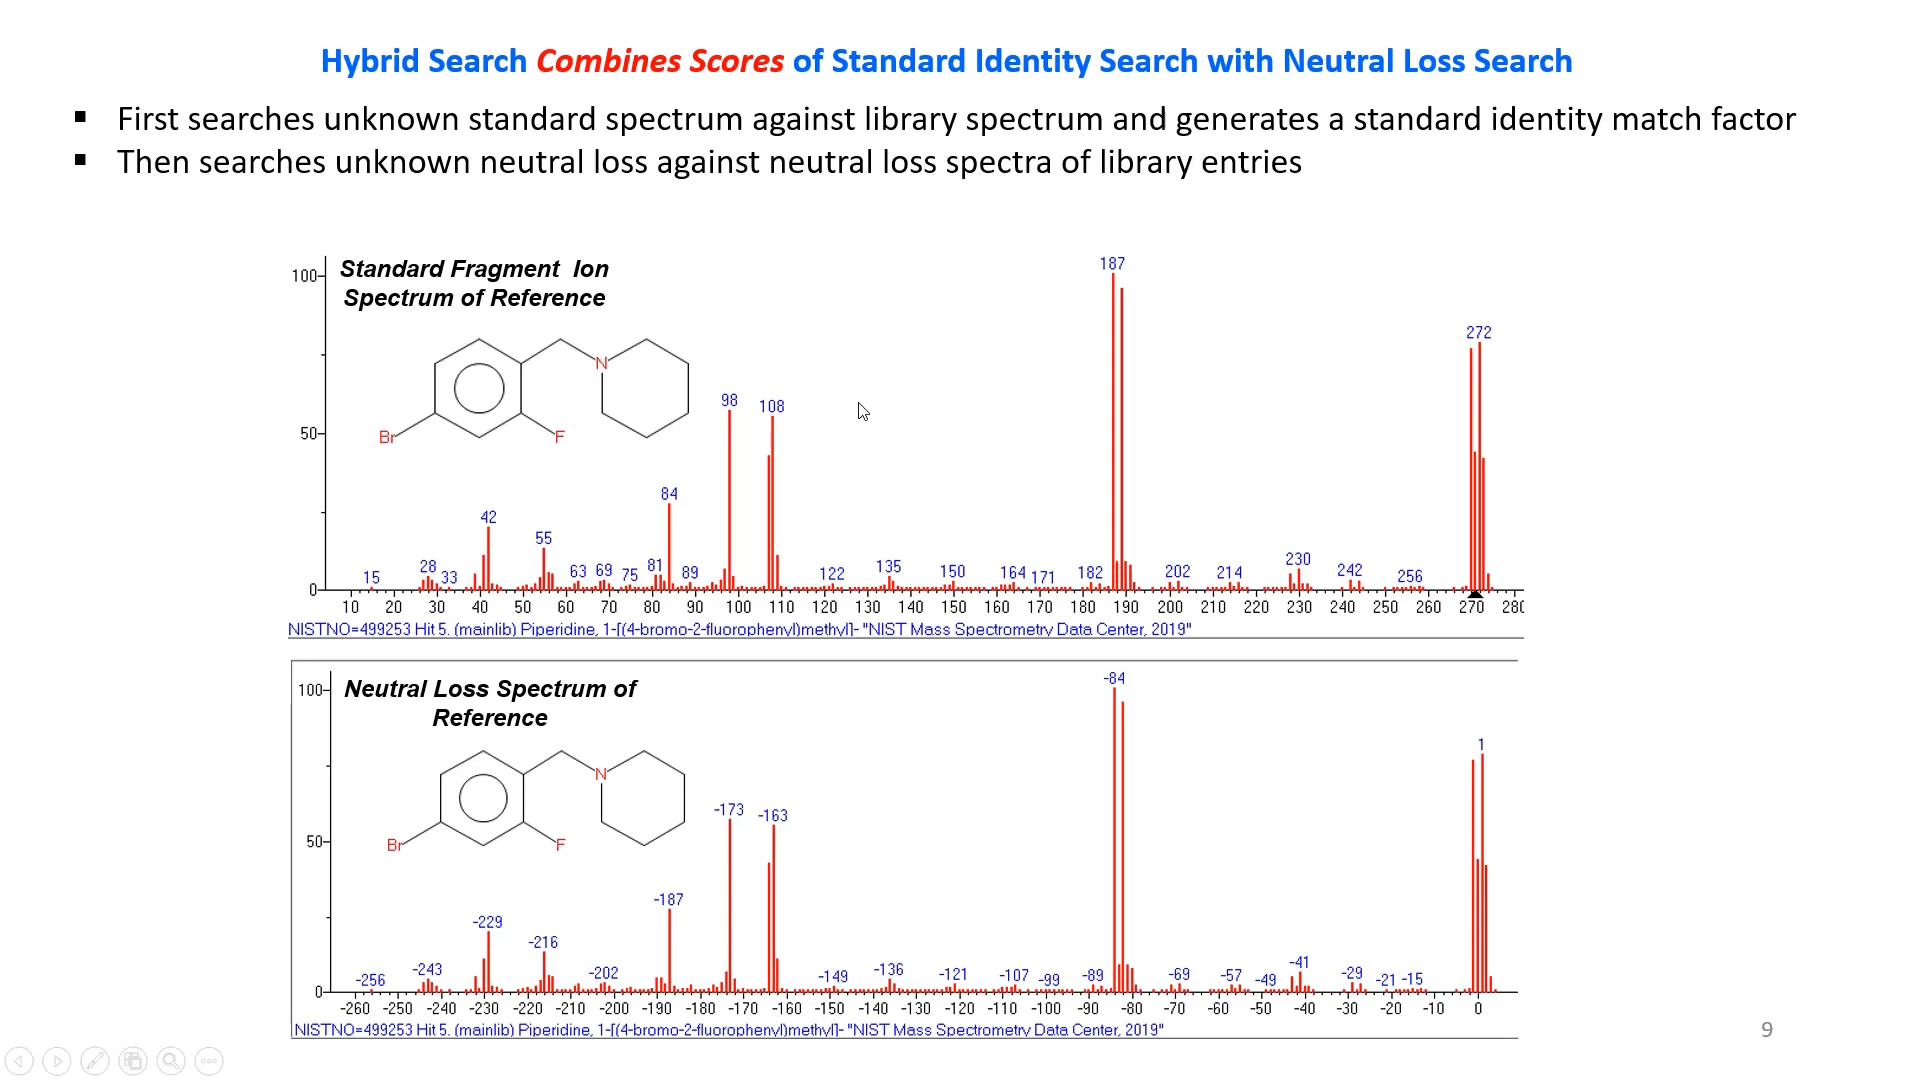 Hybrid Search Combines Scores of Standard Identity Search with Neutral Loss Search
▪ First searches unknown standard spectrum against library spectrum and generates a standard identity match factor
▪ Then searches unknown neutral loss against neutral loss spectra of library entries
Standard Fragment Ion
Spectrum of Reference
100
50
0
Br
F
N
15 28 33 42 55 63 69 75 81 84 89 98 108 122 135 150 164 171 182 187 202 214 230 242 256 272
10 20 30 40 50 60 70 80 90 100 110 120 130 140 150 160 170 180 190 200 210 220 230 240 250 260 270 280
NISTNO=499253 Hit 5. (mainlib) Piperidine, 1-[(4-bromo-2-fluorophenyl)methyl]- "NIST Mass Spectrometry Data Center, 2019"
Neutral Loss Spectrum of
Reference
100
50
0
Br
F
N
-256 -243 -229 -216 -202 -187 -173 -163 -149 -136 -121 -107 -99 -89 -84 -69 -57 -49 -41 -29 -21 -15 1
-260 -250 -240 -230 -220 -210 -200 -190 -180 -170 -160 -150 -140 -130 -120 -110 -100 -90 -80 -70 -60 -50 -40 -30 -20 -10 0
NISTNO=499253 Hit 5. (mainlib) Piperidine, 1-[(4-bromo-2-fluorophenyl)methyl]- "NIST Mass Spectrometry Data Center, 2019"
9